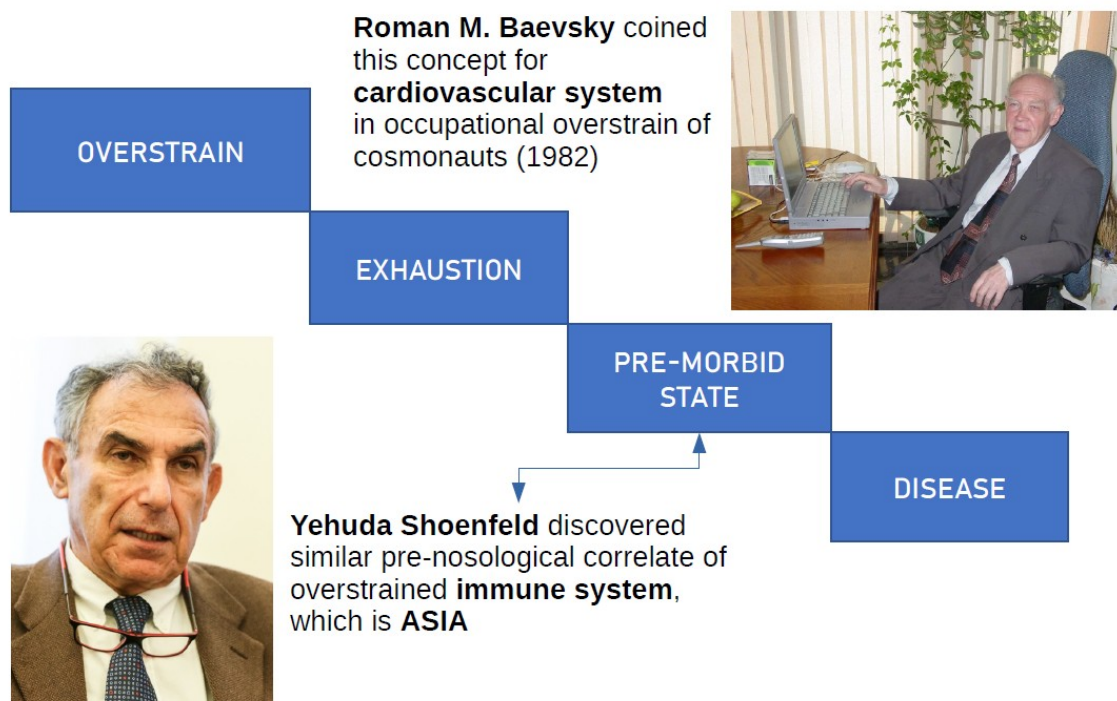 Roman M. Baevsky coined
this concept for
cardiovascular system
in occupational overstrain of
cosmonauts (1982)
OVERSTRAIN
EXHAUSTION
PRE-MORBID
STATE
DISEASE
Yehuda Shoenfeld discovered
similar pre-nosological correlate of
overstrained immune system,
which is ASIA